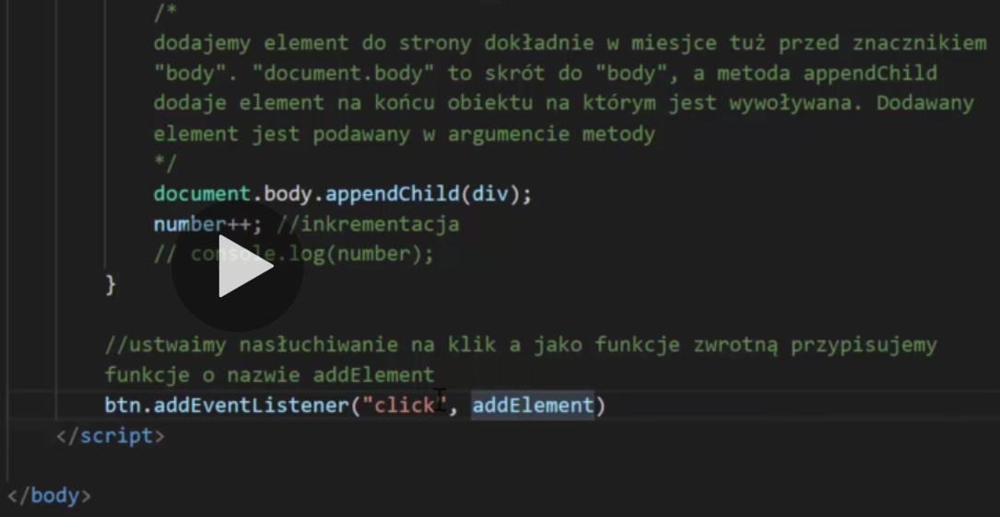 /*
dodajemy element do strony dokładnie w miesjce tuż przed znacznikiem
"body". "document.body" to skrót do "body", a metoda appendChild
dodaje element na końcu obiektu na którym jest wywoływana. Dodawany
element jest podawany w argumencie metody
*/
document.body.appendChild(div);
number++; //inkrementacja
// console.log(number);
}
//ustwaimy nasłuchiwanie na klik a jako funkcje zwrotną przypisujemy
funkcje o nazwie addElement
btn.addEventListener("click", addElement)
</script>
</body>